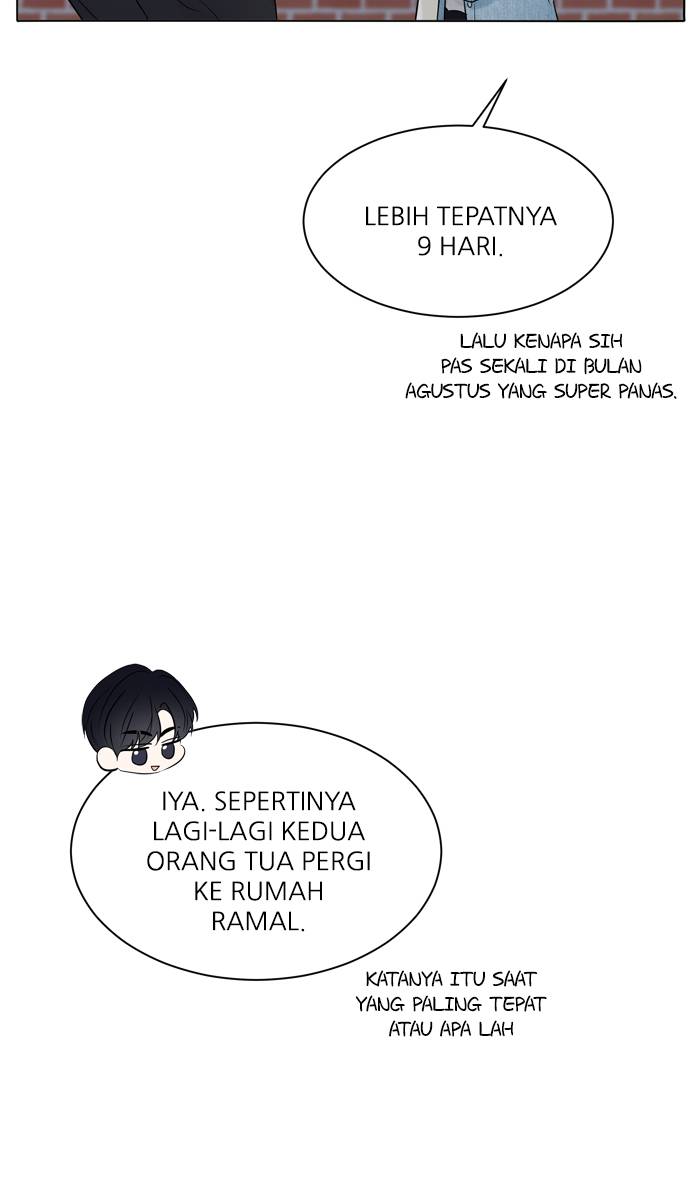 LEBIH TEPATNYA
9 HARI.
LALU KENAPA SIH
PAS SEKALI DI BULAN
AGUSTUS YANG SUPER PANAS.
IYA. SEPERTINYA
LAGI-LAGI KEDUA
ORANG TUA PERGI
KE RUMAH
RAMAL.
KATANYA ITU SAAT
YANG PALING TEPAT
ATAU APA LAH